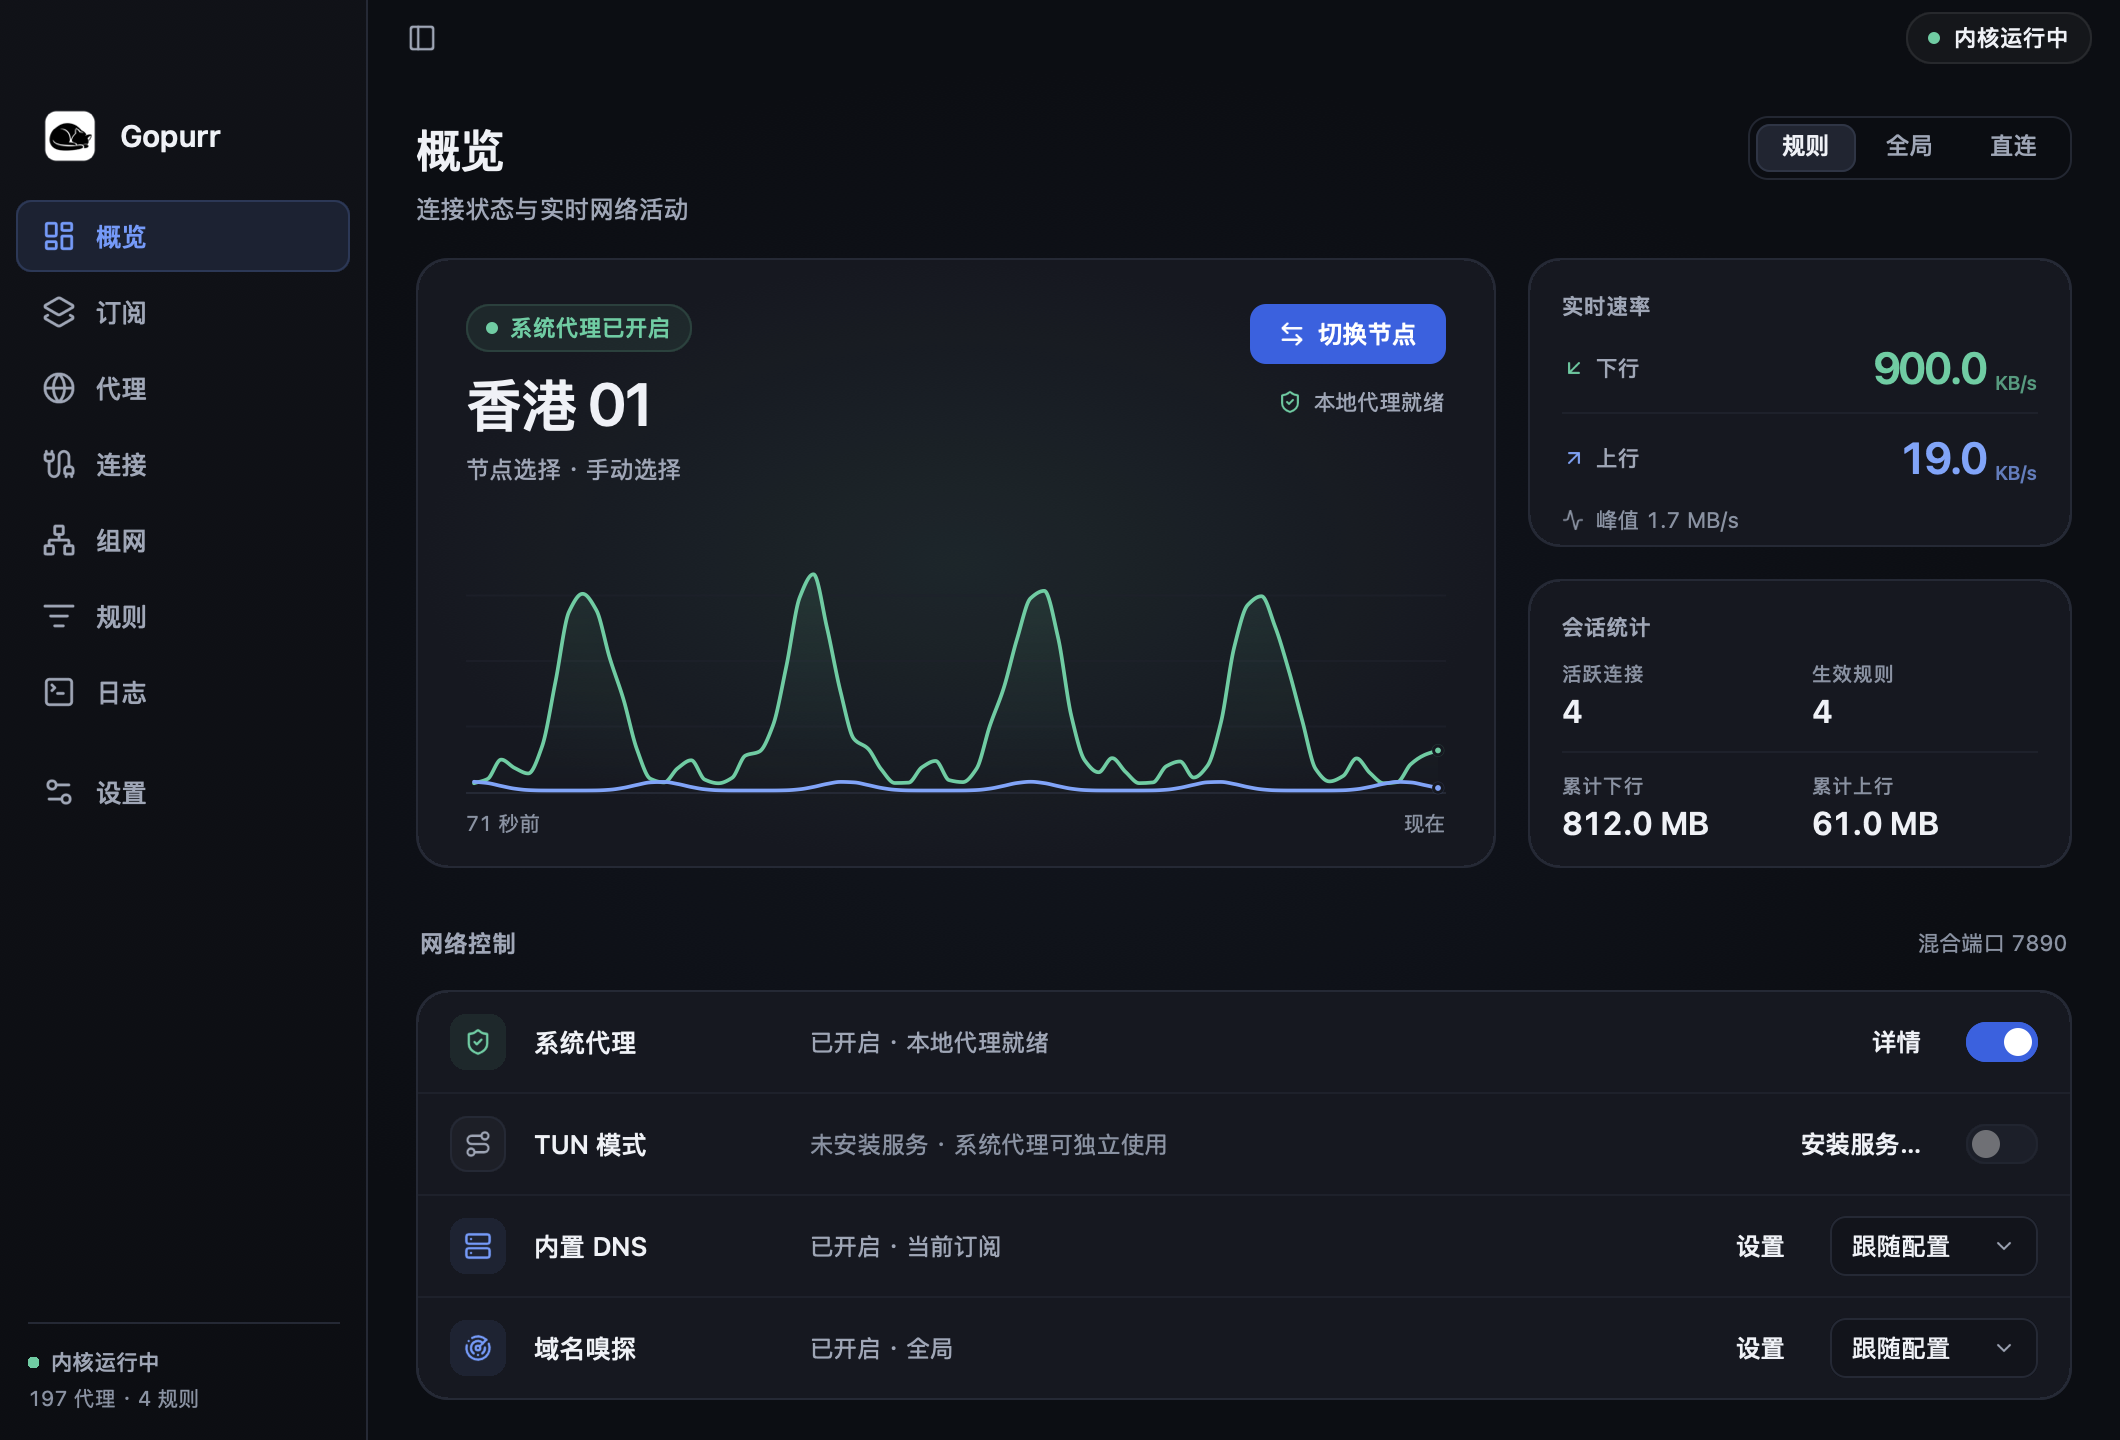 内核运行中
Gopurr
概览
订阅
代理
连接
组网
规则
日志
设置
内核运行中
197 代理 · 4 规则
概览
连接状态与实时网络活动
规则 全局 直连
系统代理已开启
切换节点
香港 01
本地代理就绪
节点选择 · 手动选择
71 秒前
现在
实时速率
下行 900.0 KB/s
上行 19.0 KB/s
峰值 1.7 MB/s
会话统计
活跃连接 生效规则
4 4
累计下行 累计上行
812.0 MB 61.0 MB
网络控制
混合端口 7890
系统代理 已开启 · 本地代理就绪 详情
TUN 模式 未安装服务 · 系统代理可独立使用 安装服务...
内置 DNS 已开启 · 当前订阅 设置 跟随配置
域名嗅探 已开启 · 全局 设置 跟随配置